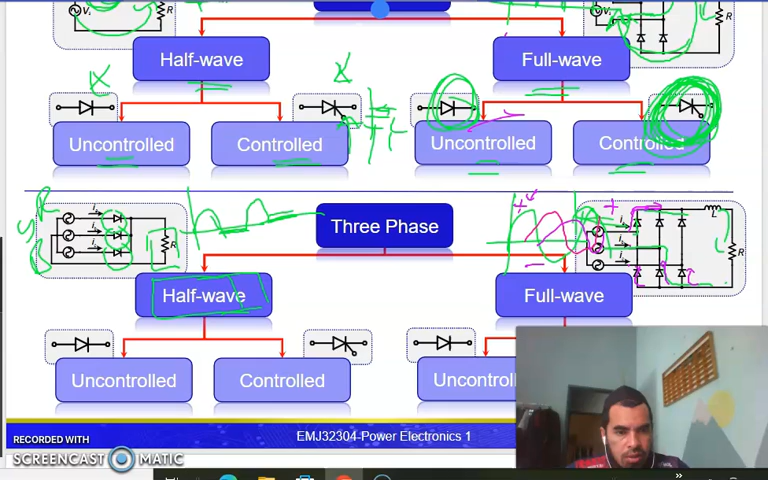 V
R
R
Half-wave
Full-wave
Uncontrolled
Controlled
Uncontrolled
Controlled
R
Three Phase
R
L
R
Half-wave
Full-wave
Uncontrolled
Controlled
EMJ32304-Power Electronics 1
RECORDED WITH
SCREENCAST MATIC